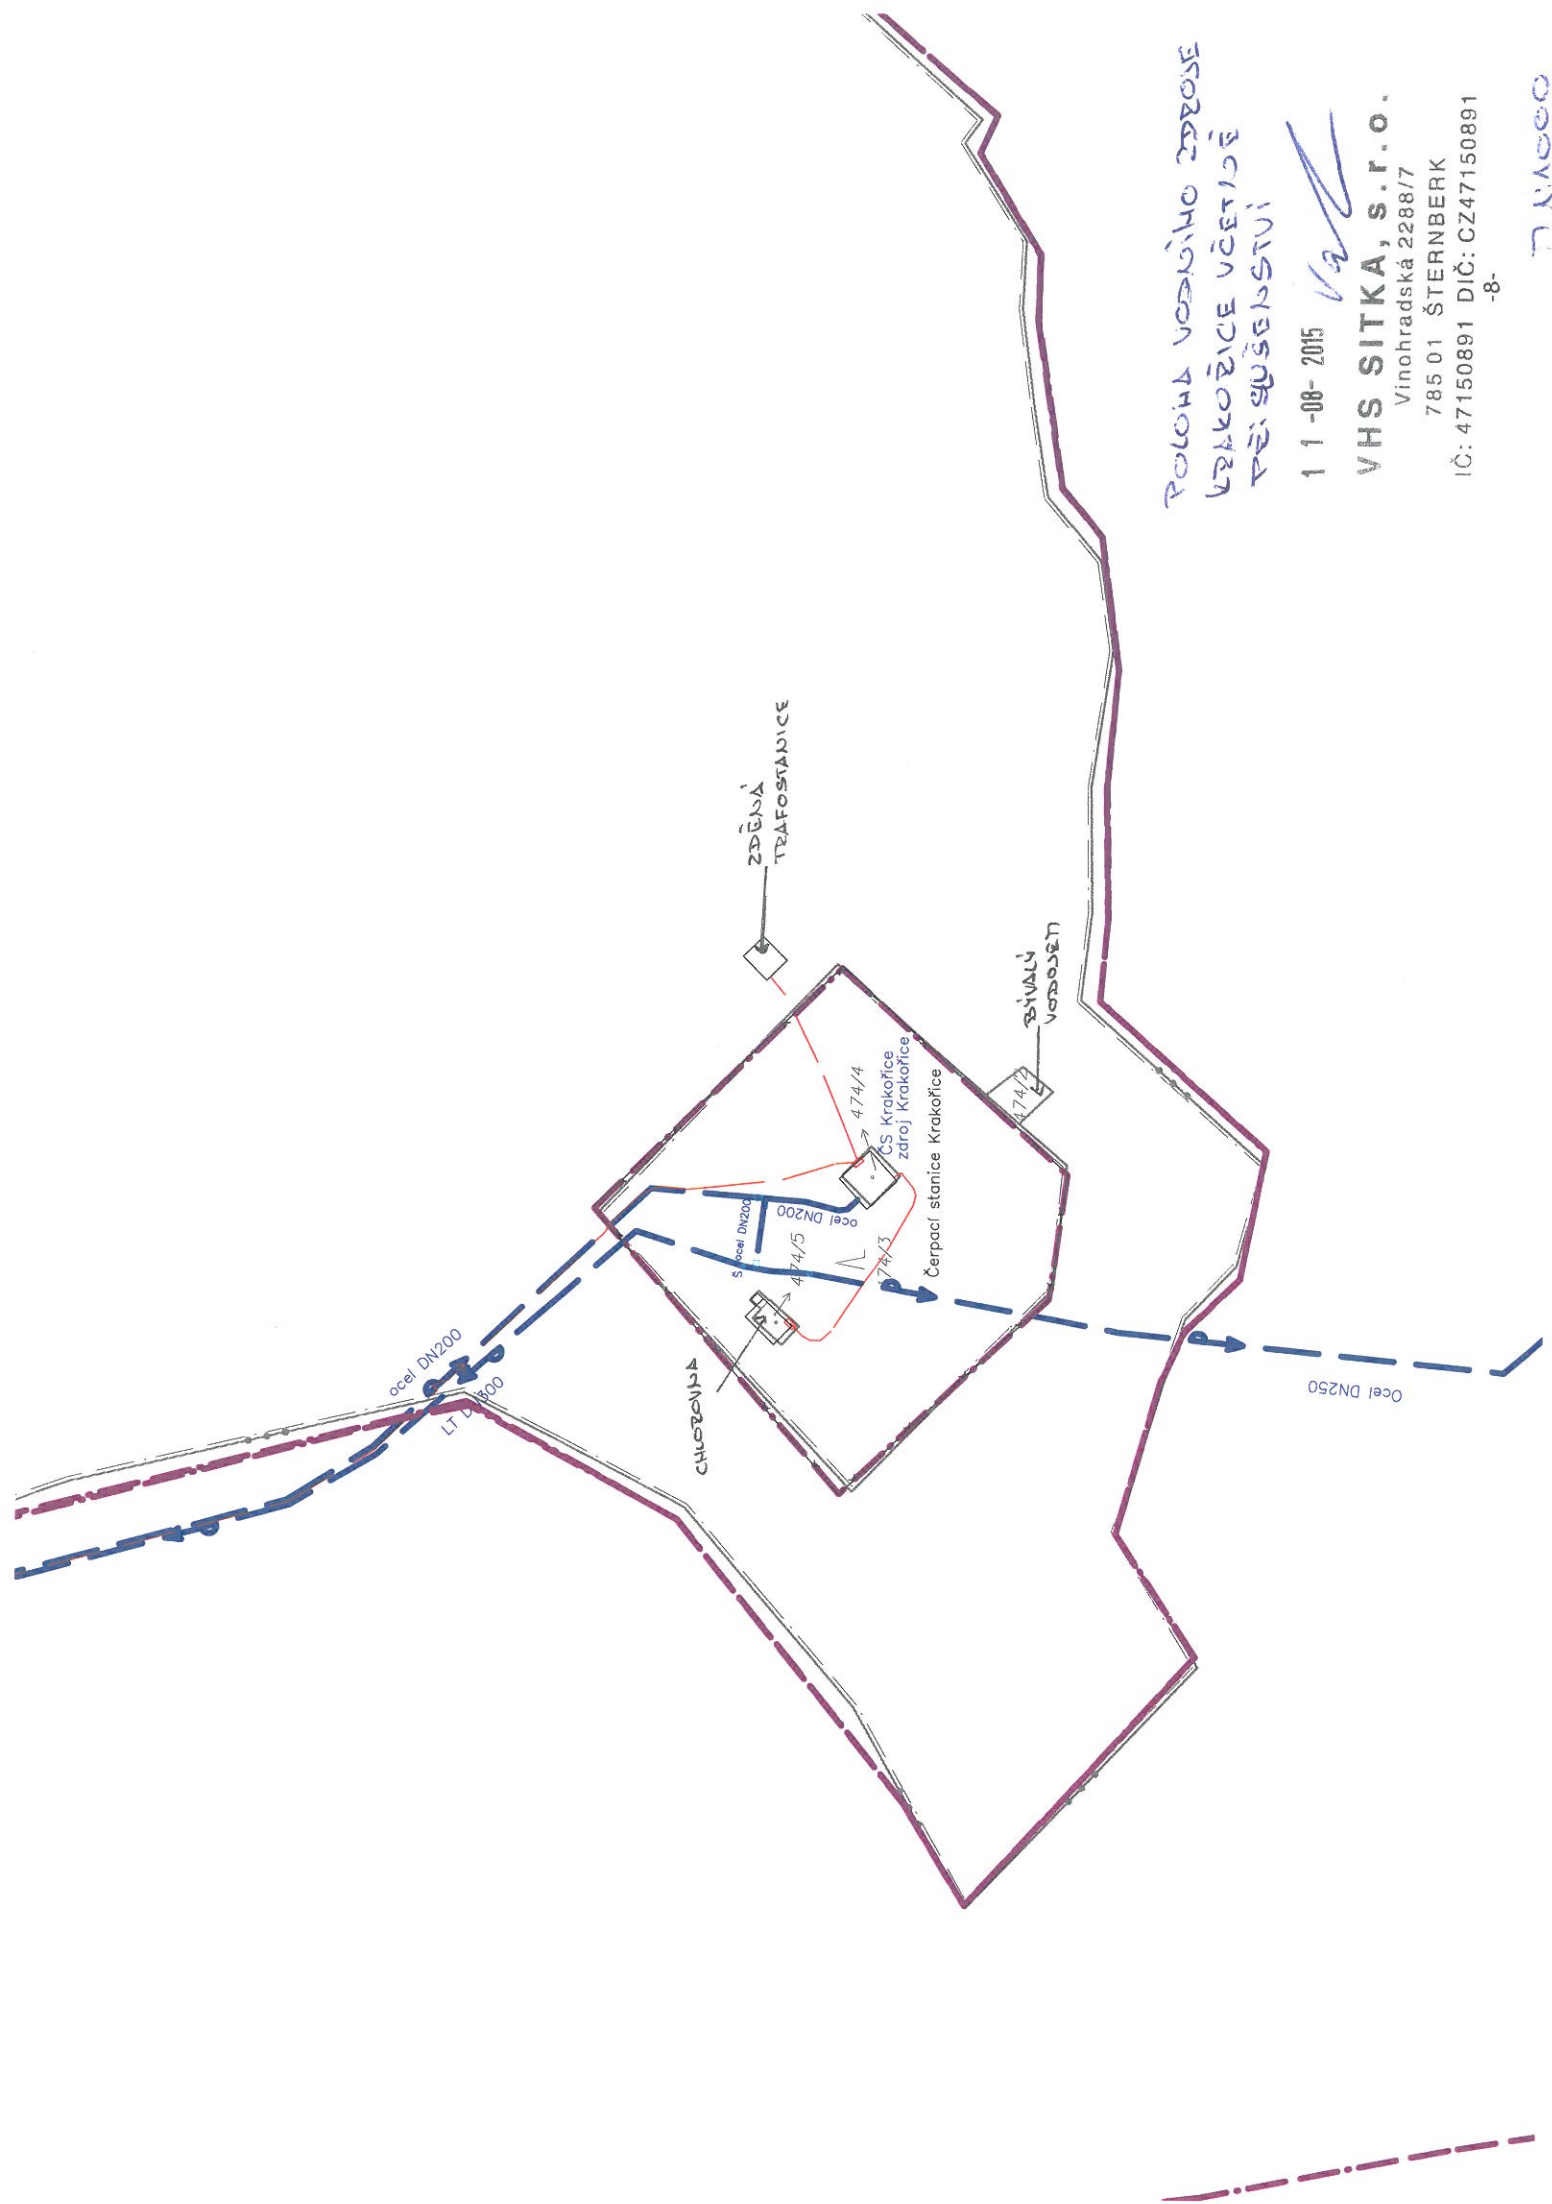 POLOHA VODNÍHO ZDROJE
KRAKOŘICE VČETNĚ
PŘÍSLUŠENSTVÍ
11-08-2015
VHS SITKA, s.r.o.
Vinohradská 2288/7
785 01 ŠTERNBERK
IČ: 47150891 DIČ: CZ47150891
-8-
ZDĚNÁ
TRAFOSTANICE
BÝVALÝ
VODOJEM
CHLOROVNA
474/2
474/4
ČS Krakořice
zdroj Krakořice
Čerpací stanice Krakořice
474/5
474/3
ocel DN200
ocel DN200
ocel DN200
LT DN300
Ocel DN250